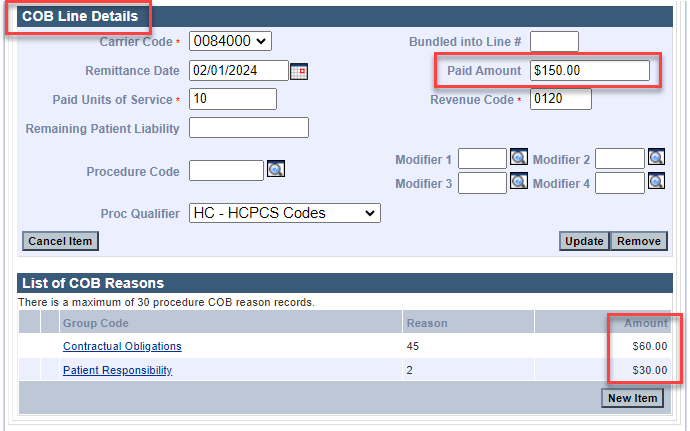 COB Line Details
Carrier Code * 0084000 Bundled into Line #
Remittance Date 02/01/2024 Paid Amount $150.00
Paid Units of Service * 10 Revenue Code * 0120
Remaining Patient Liability
Procedure Code Modifier 1 Modifier 2
Modifier 3 Modifier 4
Proc Qualifier HC - HCPCS Codes
Cancel Item Update Remove
List of COB Reasons
There is a maximum of 30 procedure COB reason records.
Group Code Reason Amount
Contractual Obligations 45 $60.00
Patient Responsibility 2 $30.00
New Item